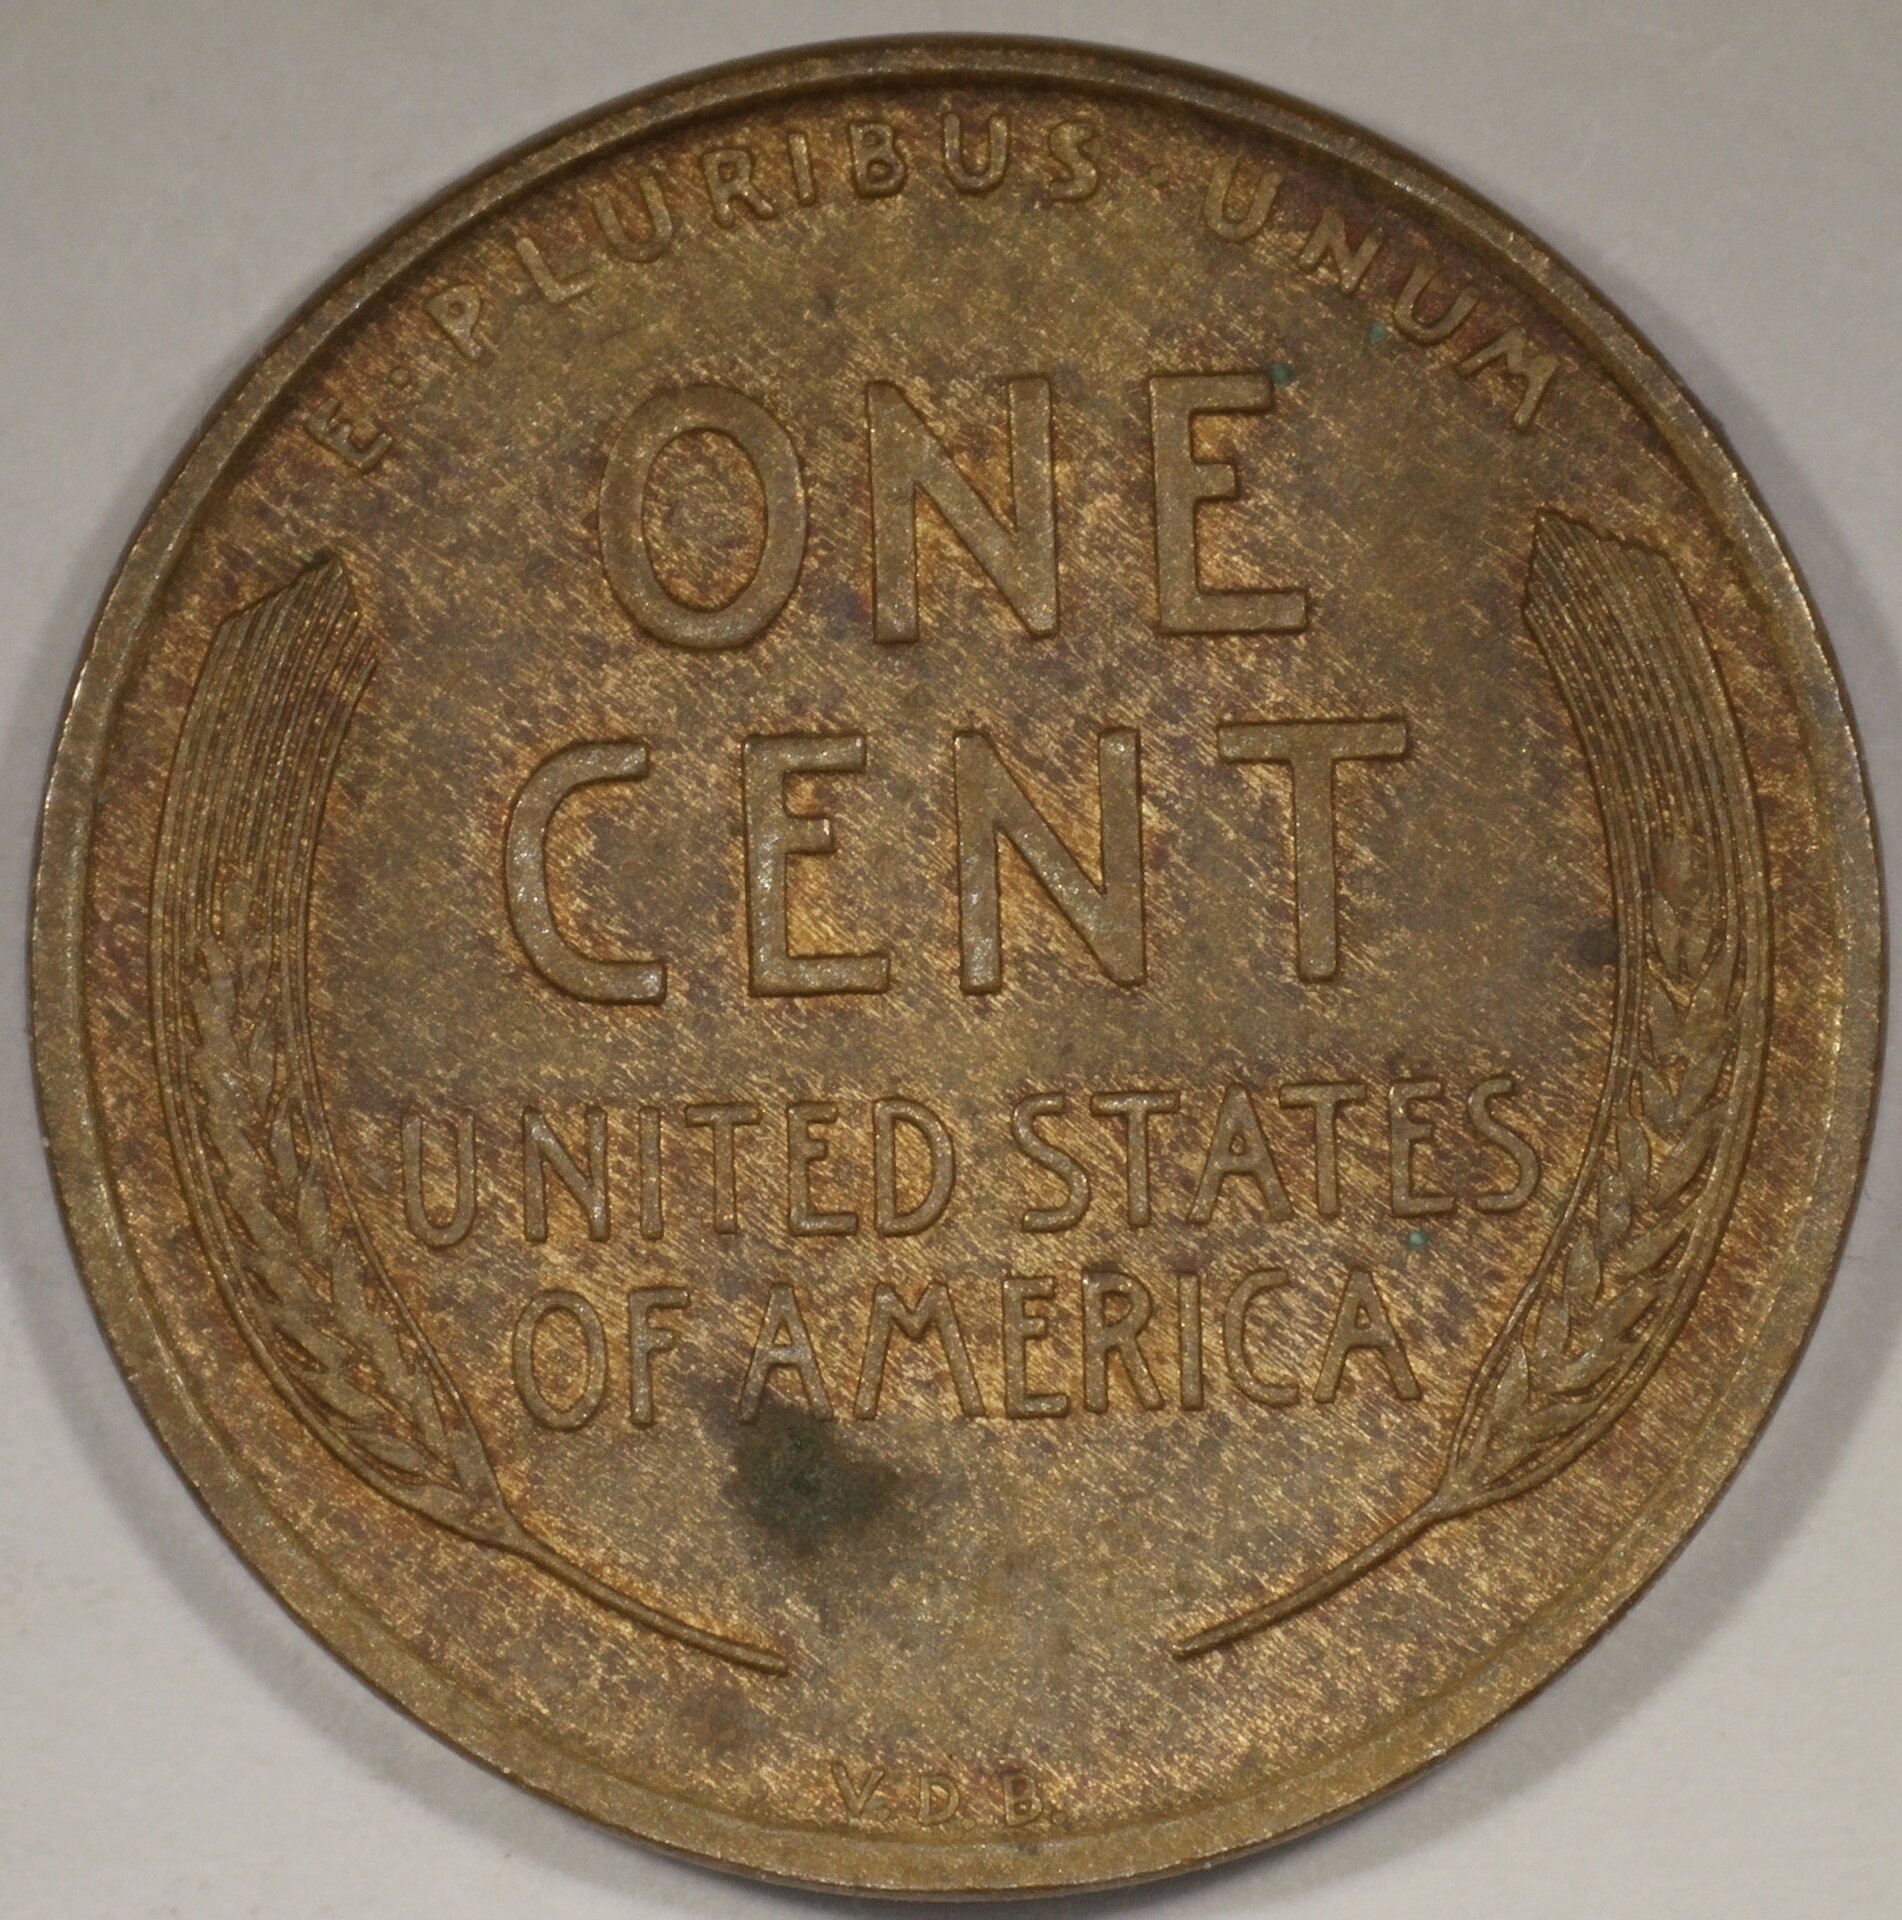 E · PLURIBUS · UNUM
ONE
CENT
UNITED STATES
OF AMERICA
V. D. B.